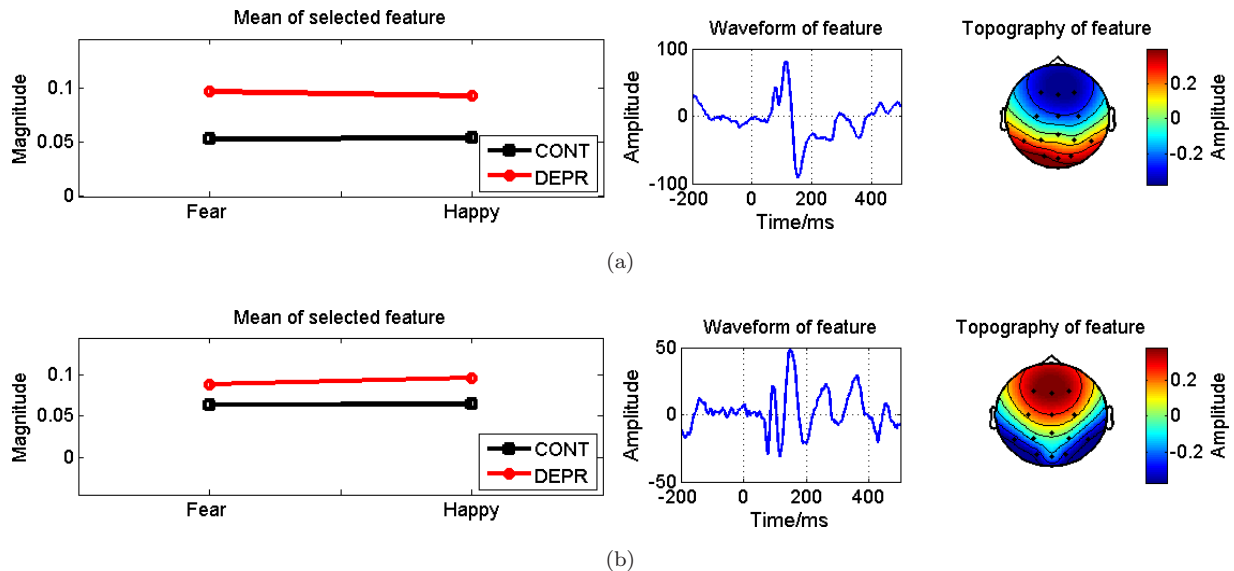 Mean of selected feature
Magnitude
0.1
0.05
0
Fear
Happy
CONT
DEPR
Waveform of feature
Amplitude
100
0
-100
-200
0
200
400
Time/ms
Topography of feature
0.2
0
-0.2
Amplitude
(a)
Mean of selected feature
Magnitude
0.1
0.05
0
Fear
Happy
CONT
DEPR
Waveform of feature
Amplitude
50
0
-50
-200
0
200
400
Time/ms
Topography of feature
0.2
0
-0.2
Amplitude
(b)